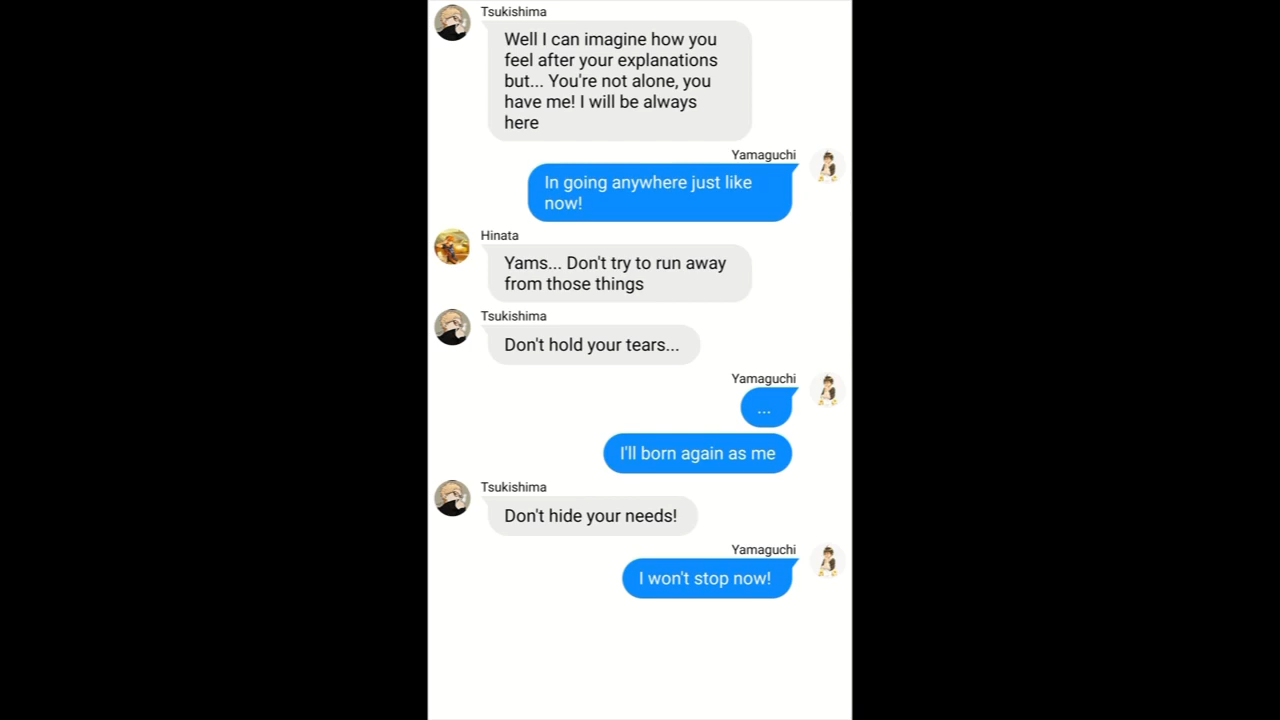 Tsukishima
Well I can imagine how you
feel after your explanations
but... You're not alone, you
have me! I will be always
here
Yamaguchi
In going anywhere just like
now!
Hinata
Yams... Don't try to run away
from those things
Tsukishima
Don't hold your tears...
Yamaguchi
...
I'll born again as me
Tsukishima
Don't hide your needs!
Yamaguchi
I won't stop now!